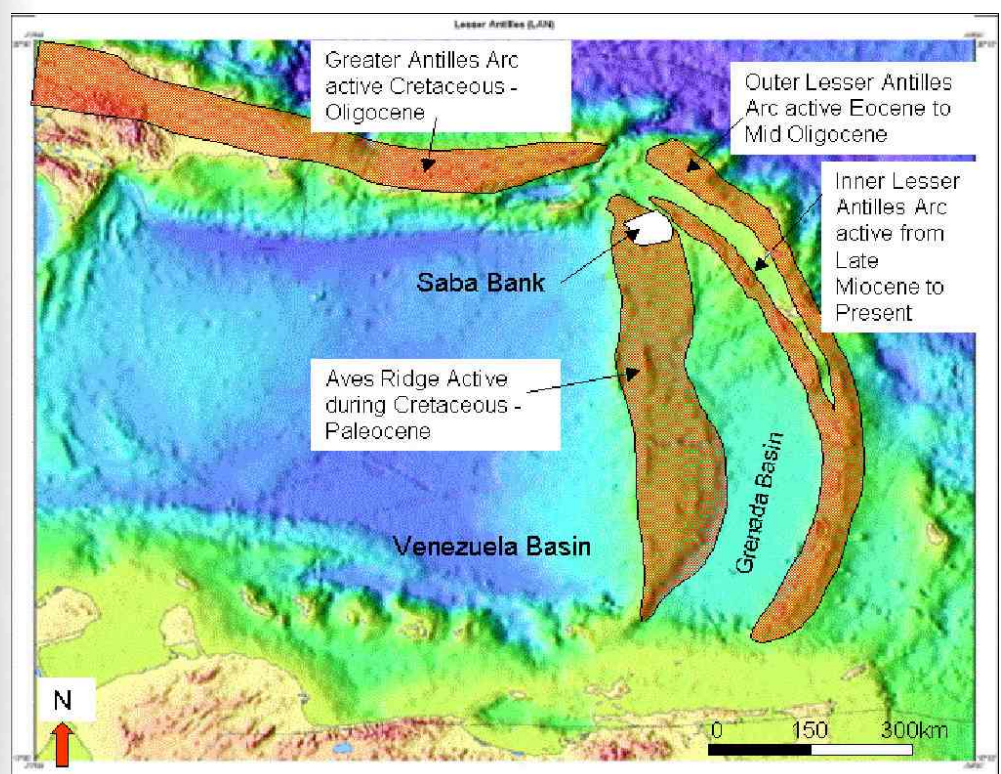 Lesser Antilles (LAN)
Greater Antilles Arc
active Cretaceous -
Oligocene
Outer Lesser Antilles
Arc active Eocene to
Mid Oligocene
Inner Lesser
Antilles Arc
active from
Late
Miocene to
Present
Saba Bank
Aves Ridge Active
during Cretaceous -
Paleocene
Grenada Basin
Venezuela Basin
N
0 150 300km